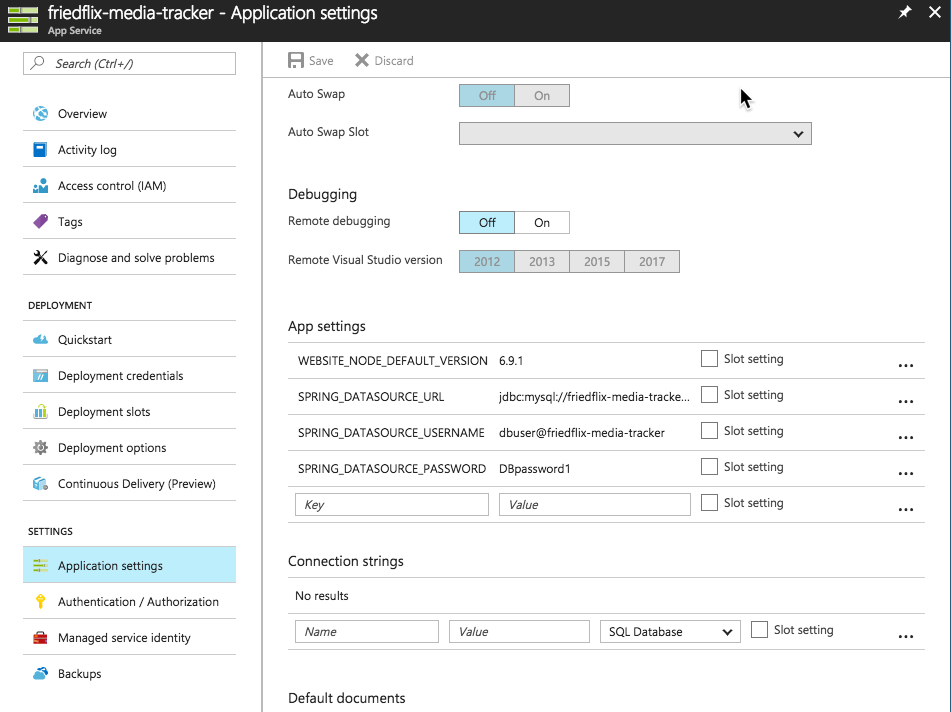 friedflix-media-tracker - Application settings
App Service
Search (Ctrl+/)
Overview
Activity log
Access control (IAM)
Tags
Diagnose and solve problems
DEPLOYMENT
Quickstart
Deployment credentials
Deployment slots
Deployment options
Continuous Delivery (Preview)
SETTINGS
Application settings
Authentication / Authorization
Managed service identity
Backups
Save Discard
Auto Swap Off On
Auto Swap Slot
Debugging
Remote debugging Off On
Remote Visual Studio version 2012 2013 2015 2017
App settings
WEBSITE_NODE_DEFAULT_VERSION 6.9.1 Slot setting ...
SPRING_DATASOURCE_URL jdbc:mysql://friedflix-media-tracke... Slot setting ...
SPRING_DATASOURCE_USERNAME dbuser@friedflix-media-tracker Slot setting ...
SPRING_DATASOURCE_PASSWORD DBpassword1 Slot setting ...
Key Value Slot setting ...
Connection strings
No results
Name Value SQL Database Slot setting ...
Default documents